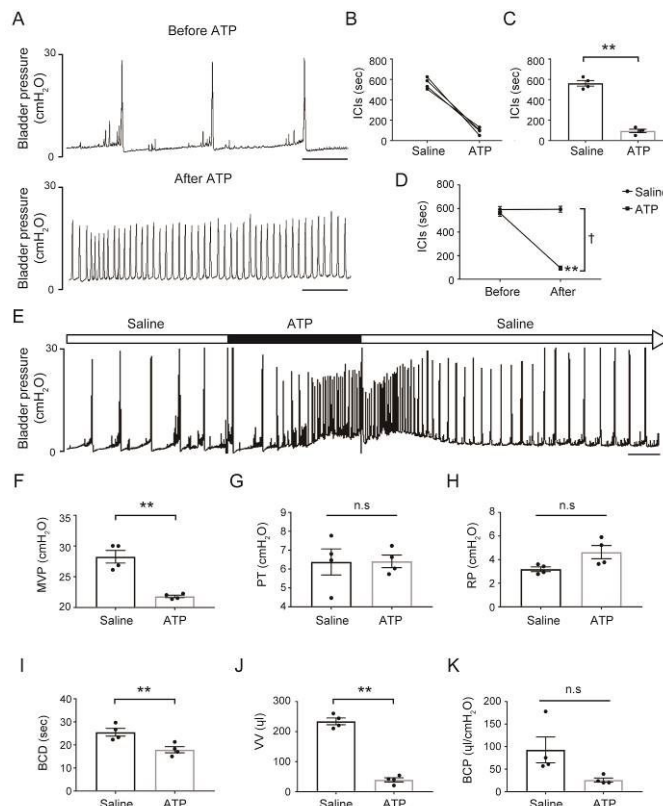 A
Before ATP
Bladder pressure
(cmH2O)
30
0
After ATP
Bladder pressure
(cmH2O)
30
0
B
ICIs (sec)
800
600
400
200
0
Saline
ATP
C
ICIs (sec)
800
600
400
200
0
**
Saline
ATP
D
ICIs (sec)
800
600
400
200
0
Before
After
**
†
Saline
ATP
E
Saline
ATP
Saline
Bladder pressure
(cmH2O)
30
0
F
MVP (cmH2O)
35
30
25
20
**
Saline
ATP
G
PT (cmH2O)
9
8
7
6
5
4
n.s
Saline
ATP
H
RP (cmH2O)
8
6
4
2
0
n.s
Saline
ATP
I
BCD (sec)
40
30
20
10
0
**
Saline
ATP
J
VV (ųl)
300
200
100
0
**
Saline
ATP
K
BCP (ųl/cmH2O)
200
150
100
50
0
n.s
Saline
ATP